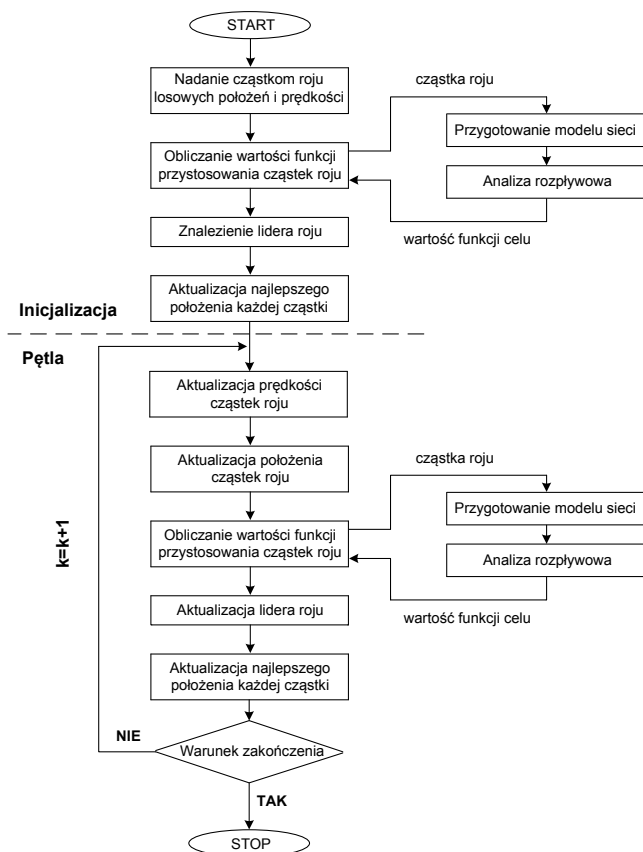 START
Nadanie cząstkom roju
losowych położeń i prędkości
cząstka roju
Przygotowanie modelu sieci
Obliczanie wartości funkcji
przystosowania cząstek roju
Analiza rozpływowa
wartość funkcji celu
Znalezienie lidera roju
Aktualizacja najlepszego
położenia każdej cząstki
Inicjalizacja
Pętla
Aktualizacja prędkości
cząstek roju
Aktualizacja położenia
cząstek roju
cząstka roju
Przygotowanie modelu sieci
Obliczanie wartości funkcji
przystosowania cząstek roju
Analiza rozpływowa
wartość funkcji celu
k=k+1
Aktualizacja lidera roju
Aktualizacja najlepszego
położenia każdej cząstki
NIE
Warunek zakończenia
TAK
STOP